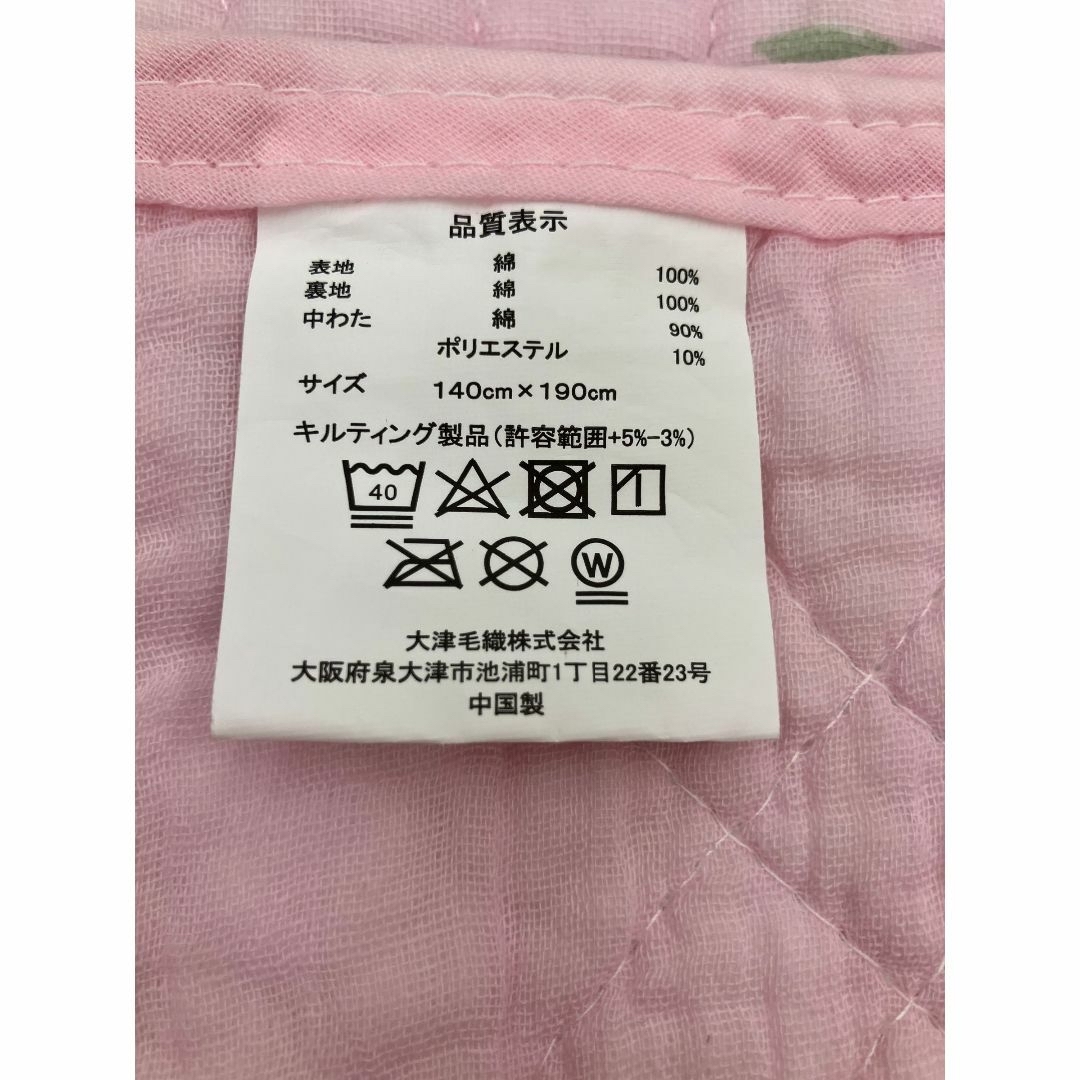 品質表示
表地 綿 100%
裏地 綿 100%
中わた 綿 90%
ポリエステル 10%
サイズ 140cm×190cm
キルティング製品(許容範囲+5%-3%)
40
W
大津毛織株式会社
大阪府泉大津市池浦町1丁目22番23号
中国製